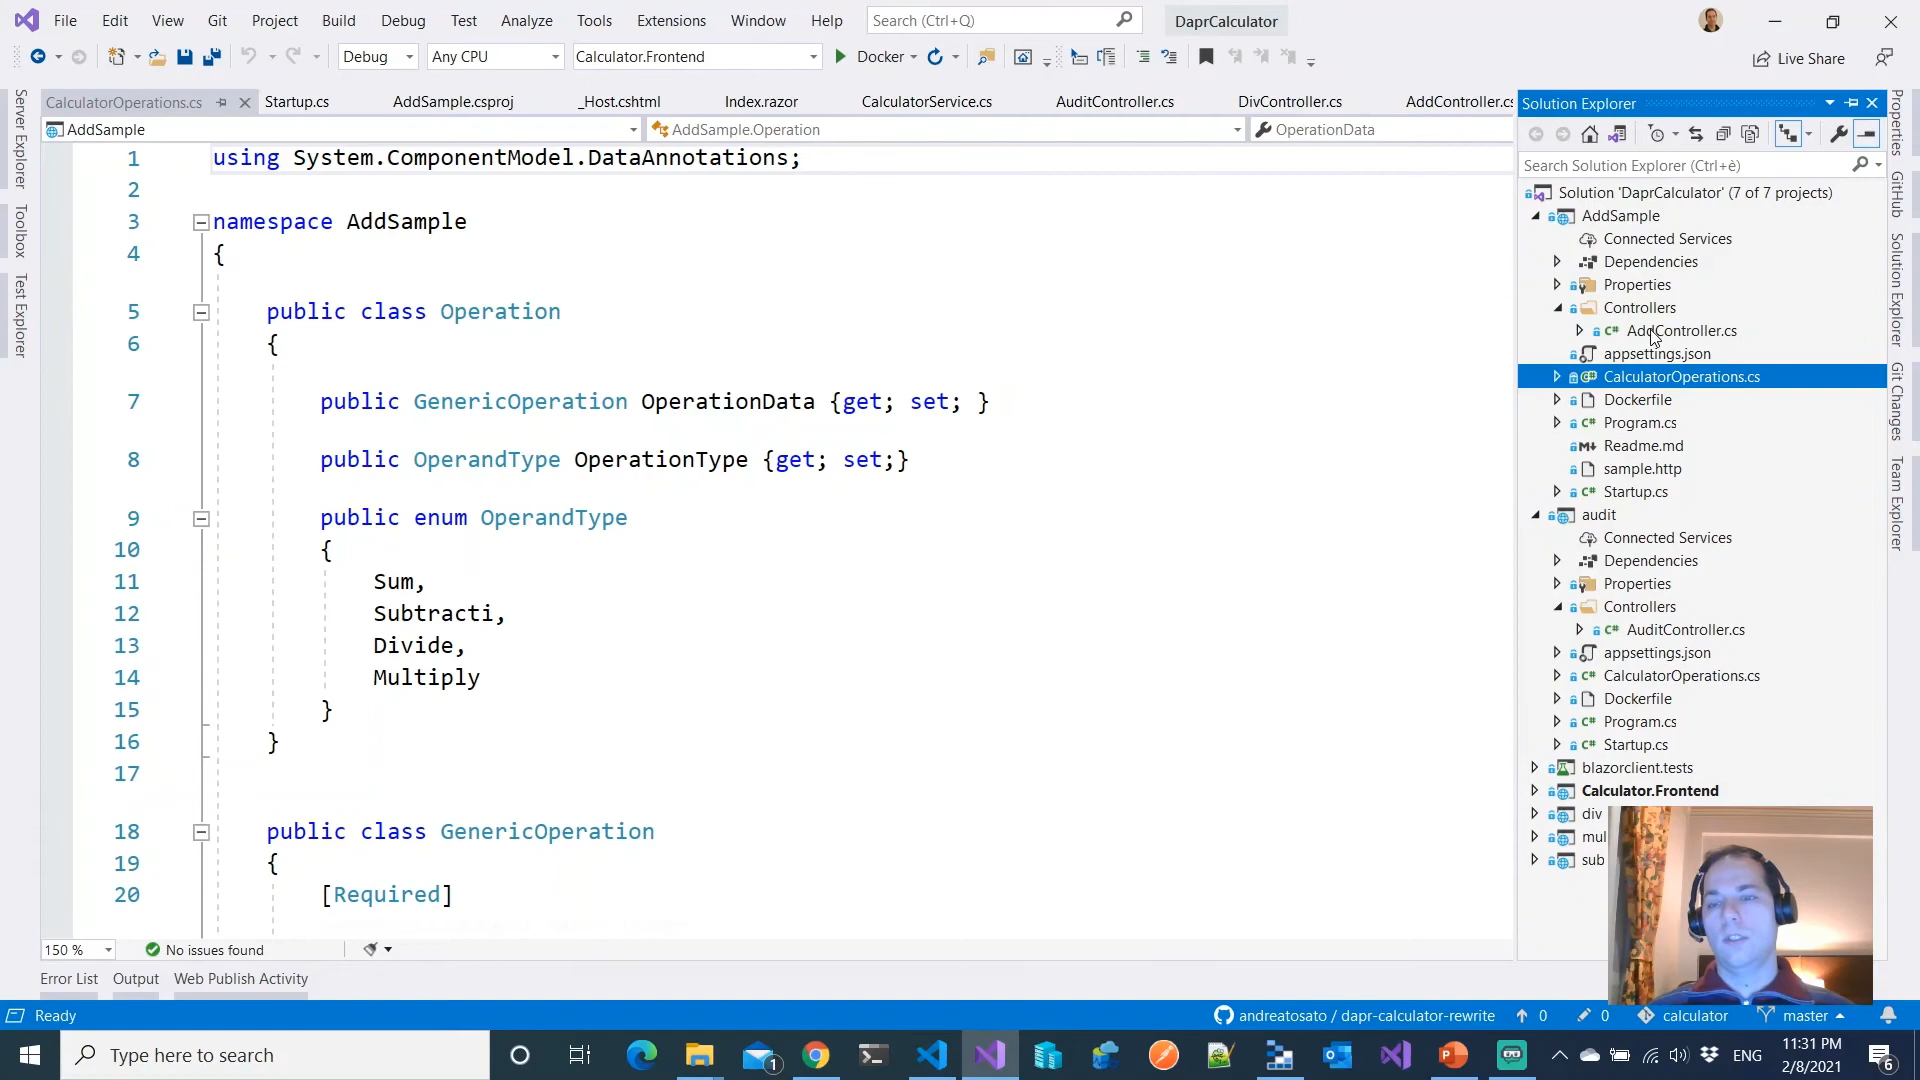 File Edit View Git Project Build Debug Test Analyze Tools Extensions Window Help Search (Ctrl+Q) DaprCalculator
Debug Any CPU Calculator.Frontend Docker Live Share
CalculatorOperations.cs Startup.cs AddSample.csproj _Host.cshtml Index.razor CalculatorService.cs AuditController.cs DivController.cs AddController.cs
AddSample AddSample.Operation OperationData
Server Explorer
Toolbox
Test Explorer
1 using System.ComponentModel.DataAnnotations;
2
3 namespace AddSample
4 {
5 public class Operation
6 {
7 public GenericOperation OperationData {get; set; }
8 public OperandType OperationType {get; set;}
9 public enum OperandType
10 {
11 Sum,
12 Subtracti,
13 Divide,
14 Multiply
15 }
16 }
17
18 public class GenericOperation
19 {
20 [Required]
150 % No issues found
Error List Output Web Publish Activity
Solution Explorer
Search Solution Explorer (Ctrl+è)
Solution 'DaprCalculator' (7 of 7 projects)
AddSample
Connected Services
Dependencies
Properties
Controllers
C# AddController.cs
appsettings.json
C# CalculatorOperations.cs
Dockerfile
C# Program.cs
Readme.md
sample.http
C# Startup.cs
audit
Connected Services
Dependencies
Properties
Controllers
C# AuditController.cs
appsettings.json
C# CalculatorOperations.cs
Dockerfile
C# Program.cs
C# Startup.cs
blazorclient.tests
Calculator.Frontend
div
mul
sub
Properties
GitHub
Solution Explorer
Git Changes
Team Explorer
Ready andreatosato / dapr-calculator-rewrite 0 0 calculator master
Type here to search 1 ENG 11:31 PM
2/8/2021 6